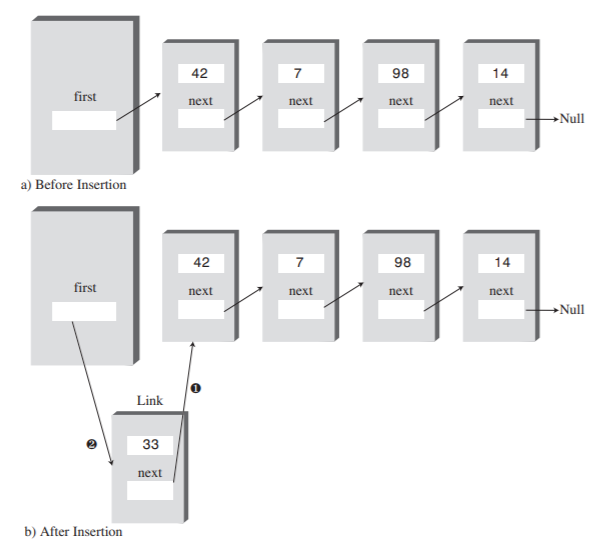 42 7 98 14
first next next next next
Null
a) Before Insertion
42 7 98 14
first next next next next
Null
❶
Link
❷ 33
next
b) After Insertion